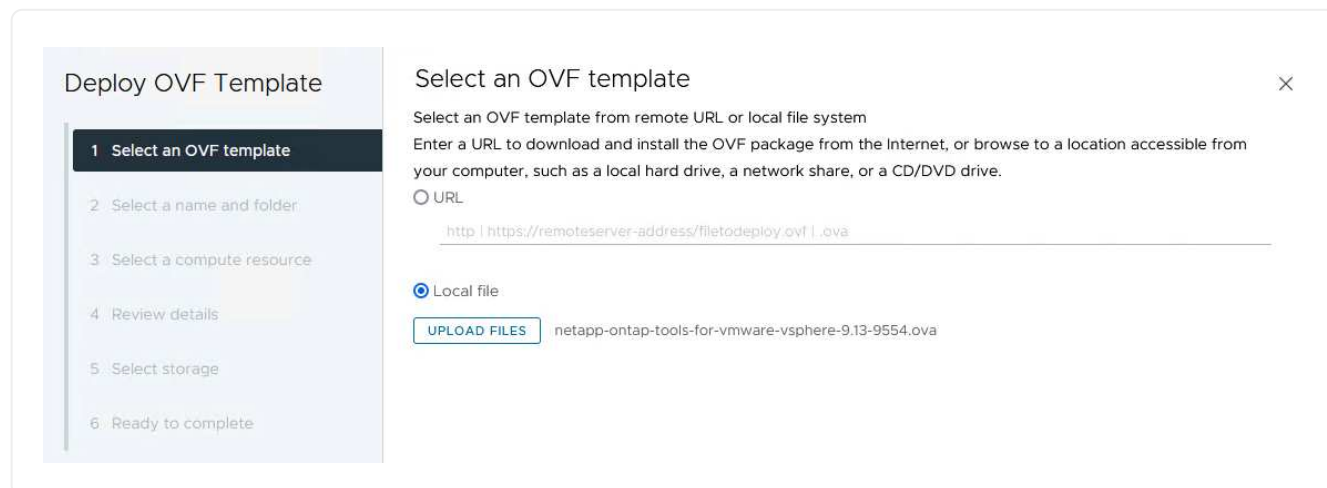 Deploy OVF Template
1 Select an OVF template
2 Select a name and folder
3 Select a compute resource
4 Review details
5 Select storage
6 Ready to complete
Select an OVF template
Select an OVF template from remote URL or local file system
Enter a URL to download and install the OVF package from the Internet, or browse to a location accessible from
your computer, such as a local hard drive, a network share, or a CD/DVD drive.
URL
http | https://remoteserver-address/filetodeploy.ovf | .ova
Local file
UPLOAD FILES netapp-ontap-tools-for-vmware-vsphere-9.13-9554.ova